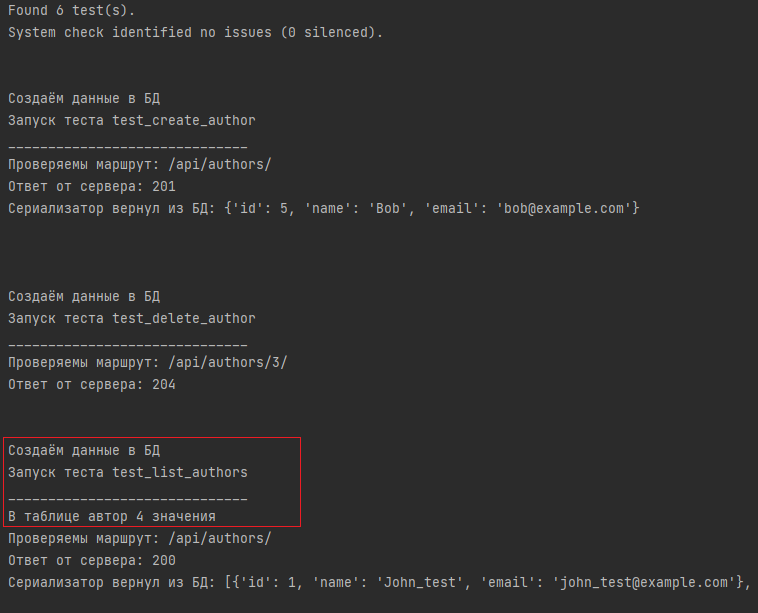 Found 6 test(s).
System check identified no issues (0 silenced).
Создаём данные в БД
Запуск теста test_create_author
______________________________
Проверяемы маршрут: /api/authors/
Ответ от сервера: 201
Сериализатор вернул из БД: {'id': 5, 'name': 'Bob', 'email': 'bob@example.com'}
Создаём данные в БД
Запуск теста test_delete_author
______________________________
Проверяемы маршрут: /api/authors/3/
Ответ от сервера: 204
Создаём данные в БД
Запуск теста test_list_authors
______________________________
В таблице автор 4 значения
Проверяемы маршрут: /api/authors/
Ответ от сервера: 200
Сериализатор вернул из БД: [{'id': 1, 'name': 'John_test', 'email': 'john_test@example.com'},